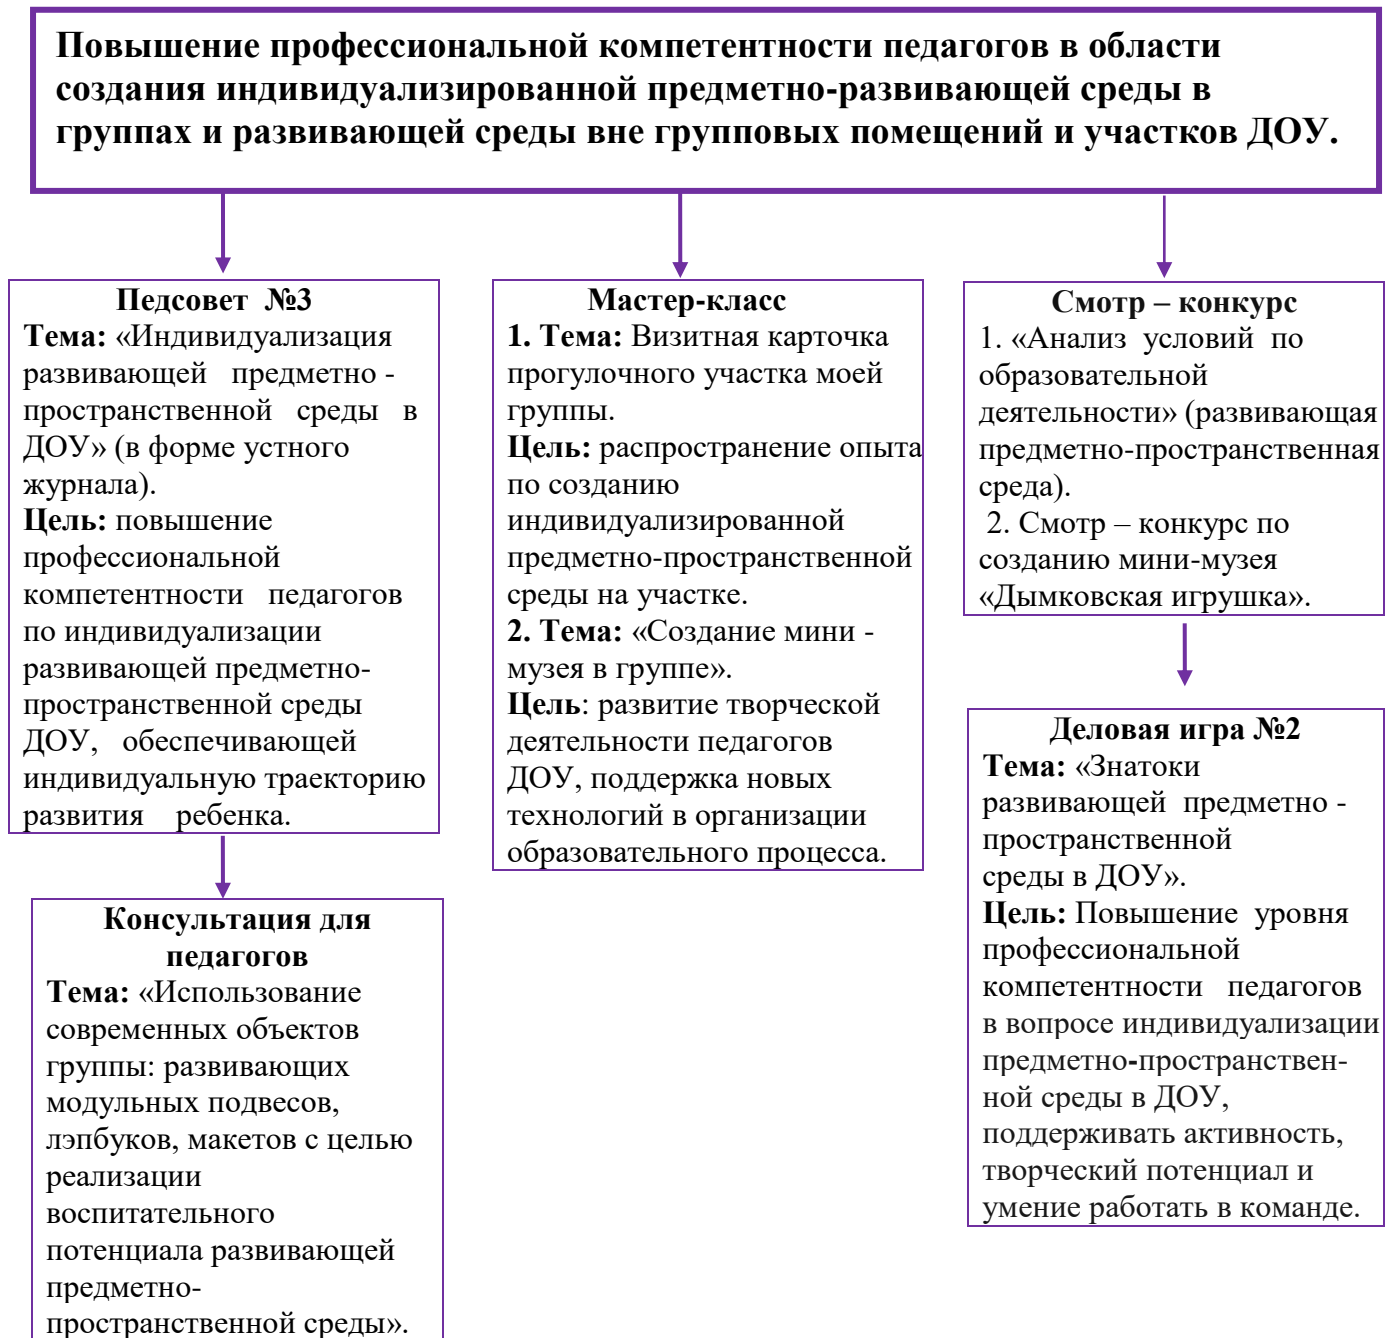 Повышение профессиональной компетентности педагогов в области
создания индивидуализированной предметно-развивающей среды в
группах и развивающей среды вне групповых помещений и участков ДОУ.
Педсовет №3
Тема: «Индивидуализация
развивающей предметно -
пространственной среды в
ДОУ» (в форме устного
журнала).
Цель: повышение
профессиональной
компетентности педагогов
по индивидуализации
развивающей предметно-
пространственной среды
ДОУ, обеспечивающей
индивидуальную траекторию
развития ребенка.
Консультация для
педагогов
Тема: «Использование
современных объектов
группы: развивающих
модульных подвесов,
лэпбуков, макетов с целью
реализации
воспитательного
потенциала развивающей
предметно-
пространственной среды».
Мастер-класс
1. Тема: Визитная карточка
прогулочного участка моей
группы.
Цель: распространение опыта
по созданию
индивидуализированной
предметно-пространственной
среды на участке.
2. Тема: «Создание мини -
музея в группе».
Цель: развитие творческой
деятельности педагогов
ДОУ, поддержка новых
технологий в организации
образовательного процесса.
Смотр – конкурс
1. «Анализ условий по
образовательной
деятельности» (развивающая
предметно-пространственная
среда).
2. Смотр – конкурс по
созданию мини-музея
«Дымковская игрушка».
Деловая игра №2
Тема: «Знатоки
развивающей предметно -
пространственной
среды в ДОУ».
Цель: Повышение уровня
профессиональной
компетентности педагогов
в вопросе индивидуализации
предметно-пространствен-
ной среды в ДОУ,
поддерживать активность,
творческий потенциал и
умение работать в команде.